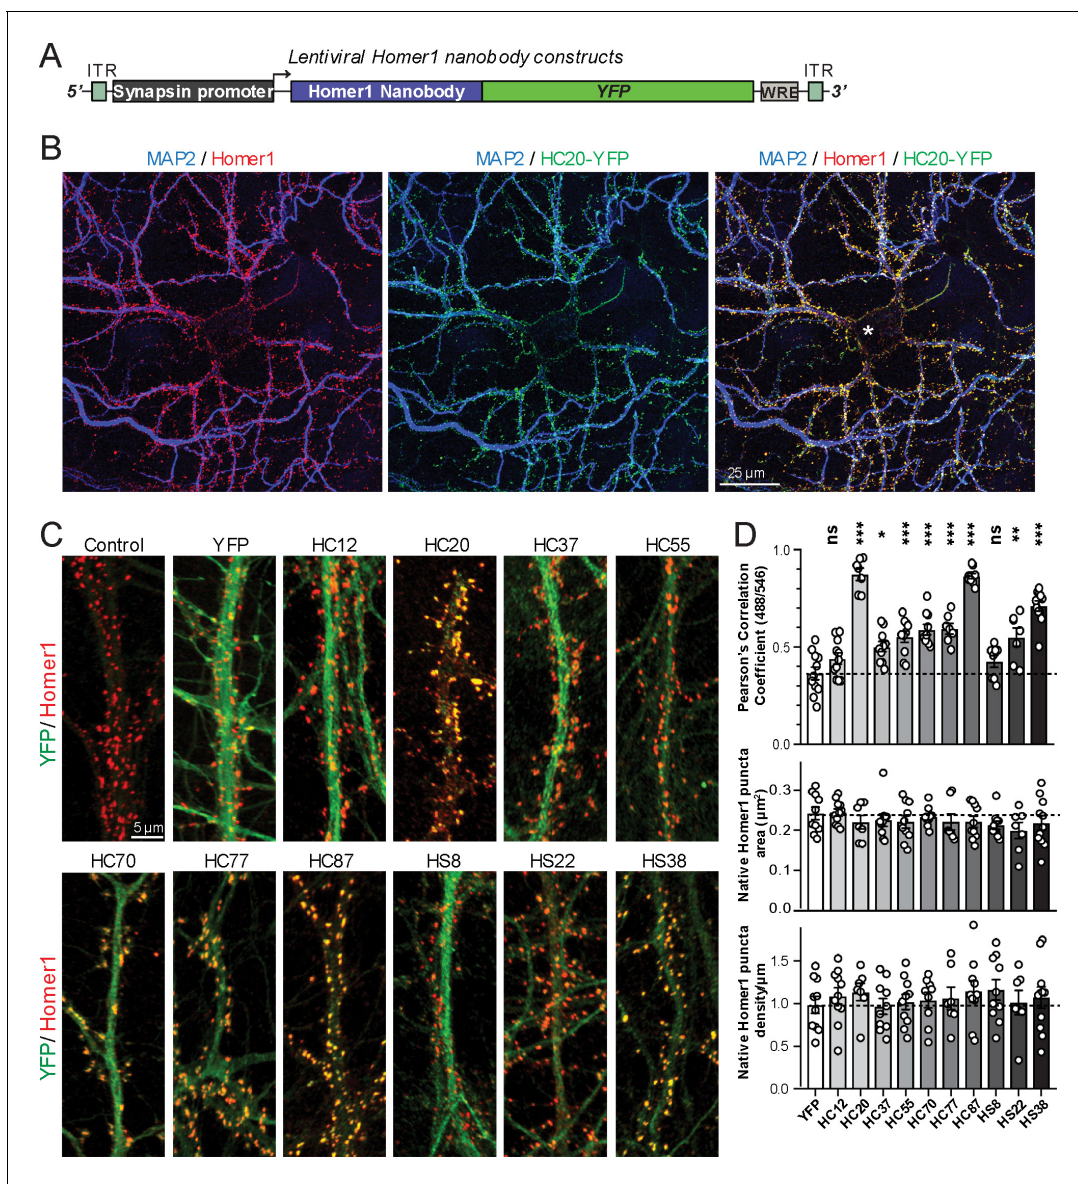 A
Lentiviral Homer1 nanobody constructs
ITR
ITR
5’
Synapsin promoter
Homer1 Nanobody
YFP
WRE
3’
B
MAP2 / Homer1
MAP2 / HC20-YFP
MAP2 / Homer1 / HC20-YFP
*
25 µm
C
Control
YFP
HC12
HC20
HC37
HC55
YFP/ Homer1
5 µm
HC70
HC77
HC87
HS8
HS22
HS38
YFP/ Homer1
D
ns
***
*
***
***
***
***
ns
**
***
Pearson's Correlation
Coefficient (488/546)
1.0
0.5
0.0
Native Homer1 puncta
area (µm²)
0.3
0.2
0.1
0.0
Native Homer1 puncta
density/µm
1.5
1.0
0.5
0.0
YFP
HC12
HC20
HC37
HC55
HC70
HC77
HC87
HS8
HS22
HS38